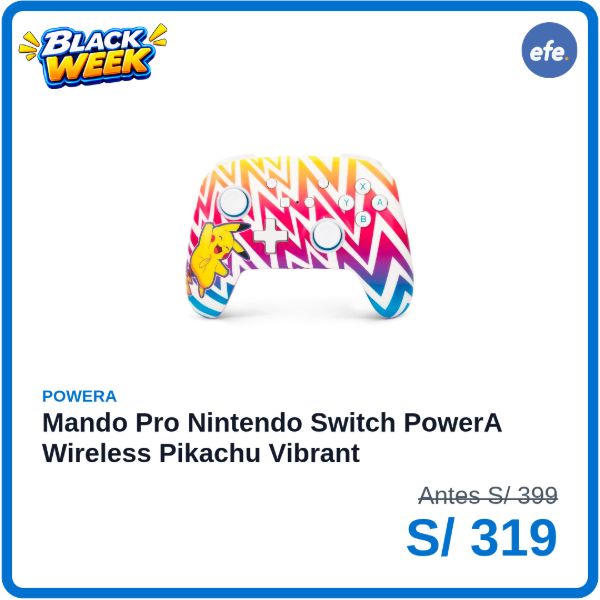 BLACK
WEEK
efe.
X
Y
A
B
POWERA
Mando Pro Nintendo Switch PowerA
Wireless Pikachu Vibrant
Antes S/ 399
S/ 319